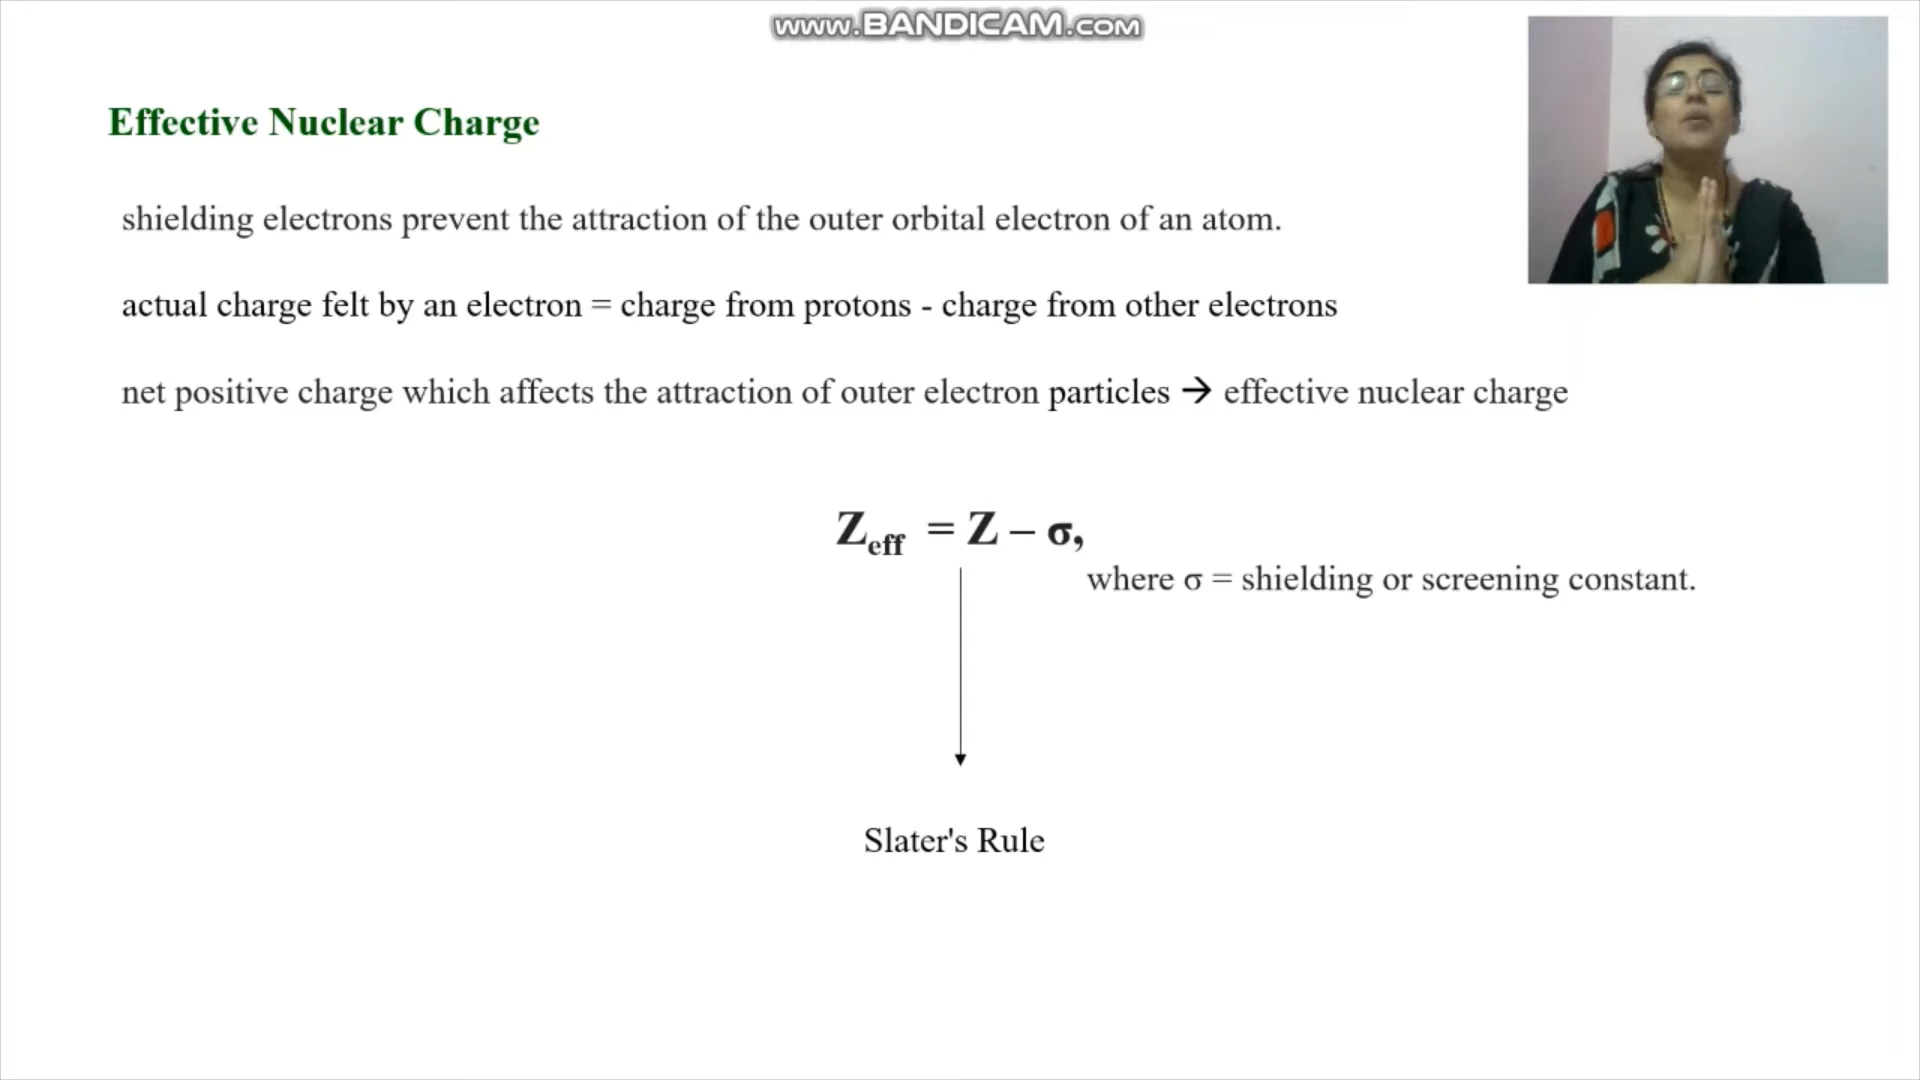 www.BANDICAM.com
Effective Nuclear Charge
shielding electrons prevent the attraction of the outer orbital electron of an atom.
actual charge felt by an electron = charge from protons - charge from other electrons
net positive charge which affects the attraction of outer electron particles → effective nuclear charge
Zeff = Z – σ,
where σ = shielding or screening constant.
Slater's Rule